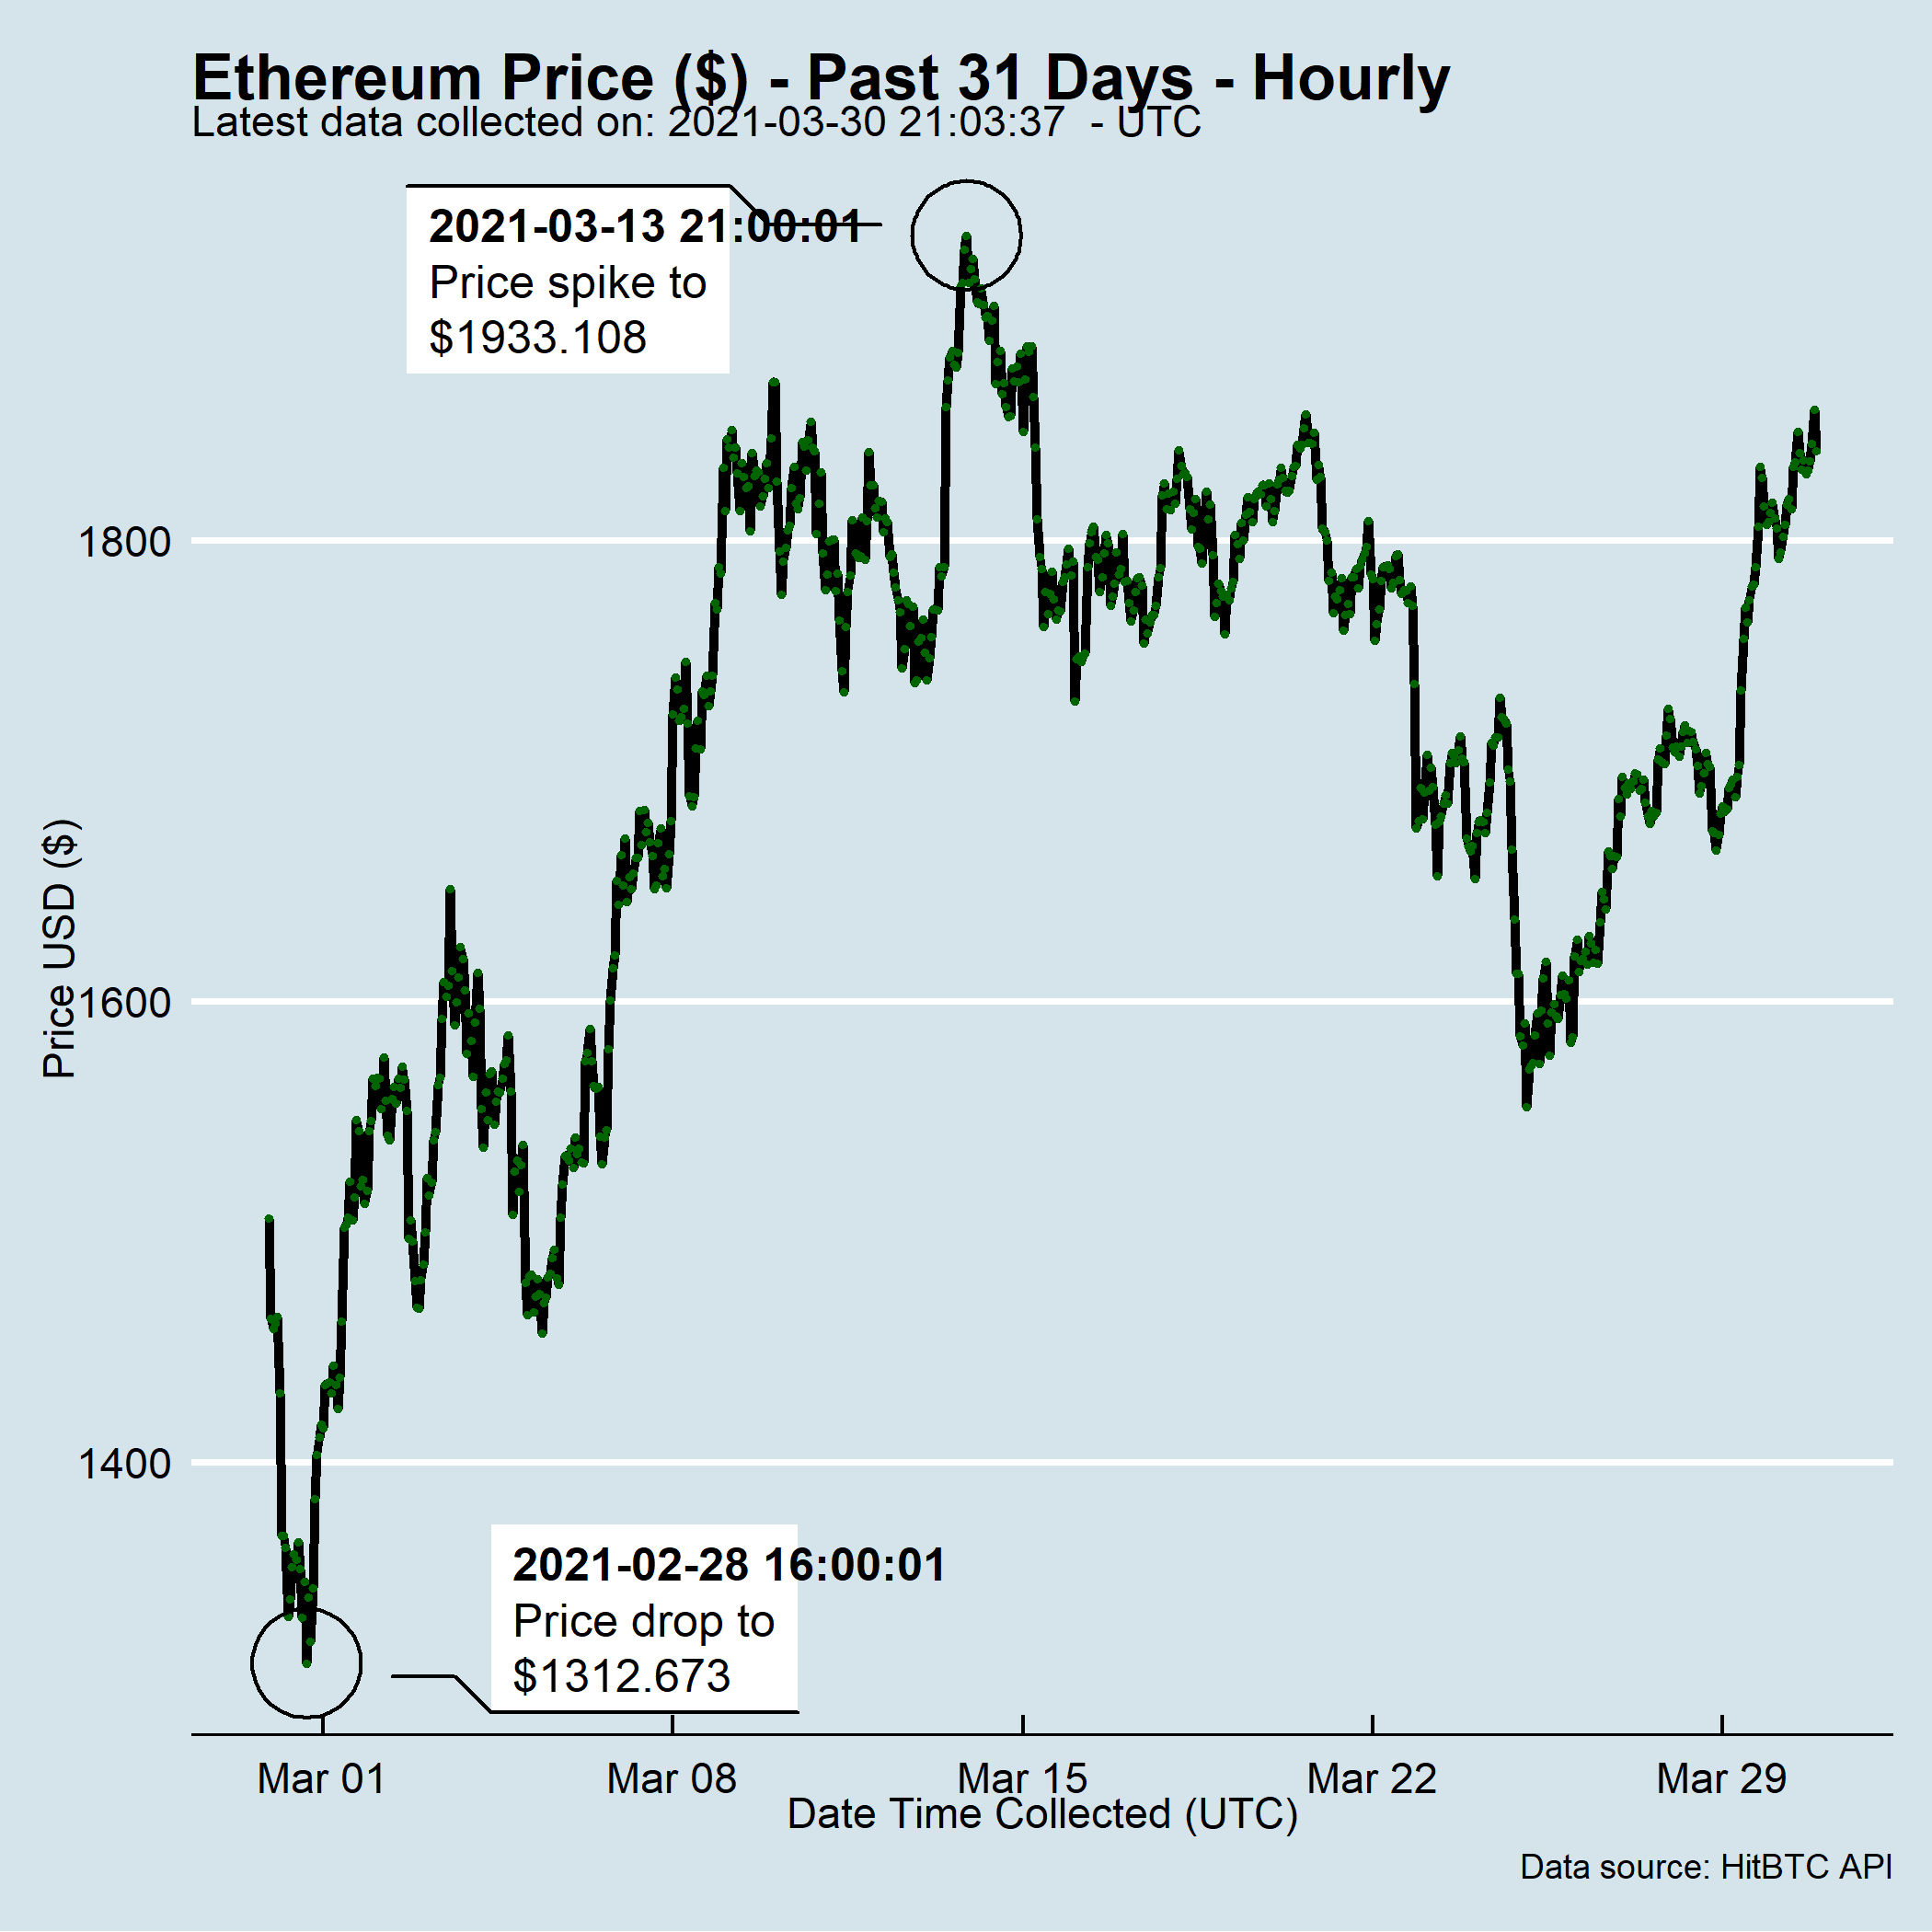 Ethereum Price ($) - Past 31 Days - Hourly
Latest data collected on: 2021-03-30 21:03:37  - UTC
2021-03-13 21:00:01
Price spike to
$1933.108
1800
1600
1400
Price USD ($)
2021-02-28 16:00:01
Price drop to
$1312.673
Mar 01
Mar 08
Mar 15
Mar 22
Mar 29
Date Time Collected (UTC)
Data source: HitBTC API